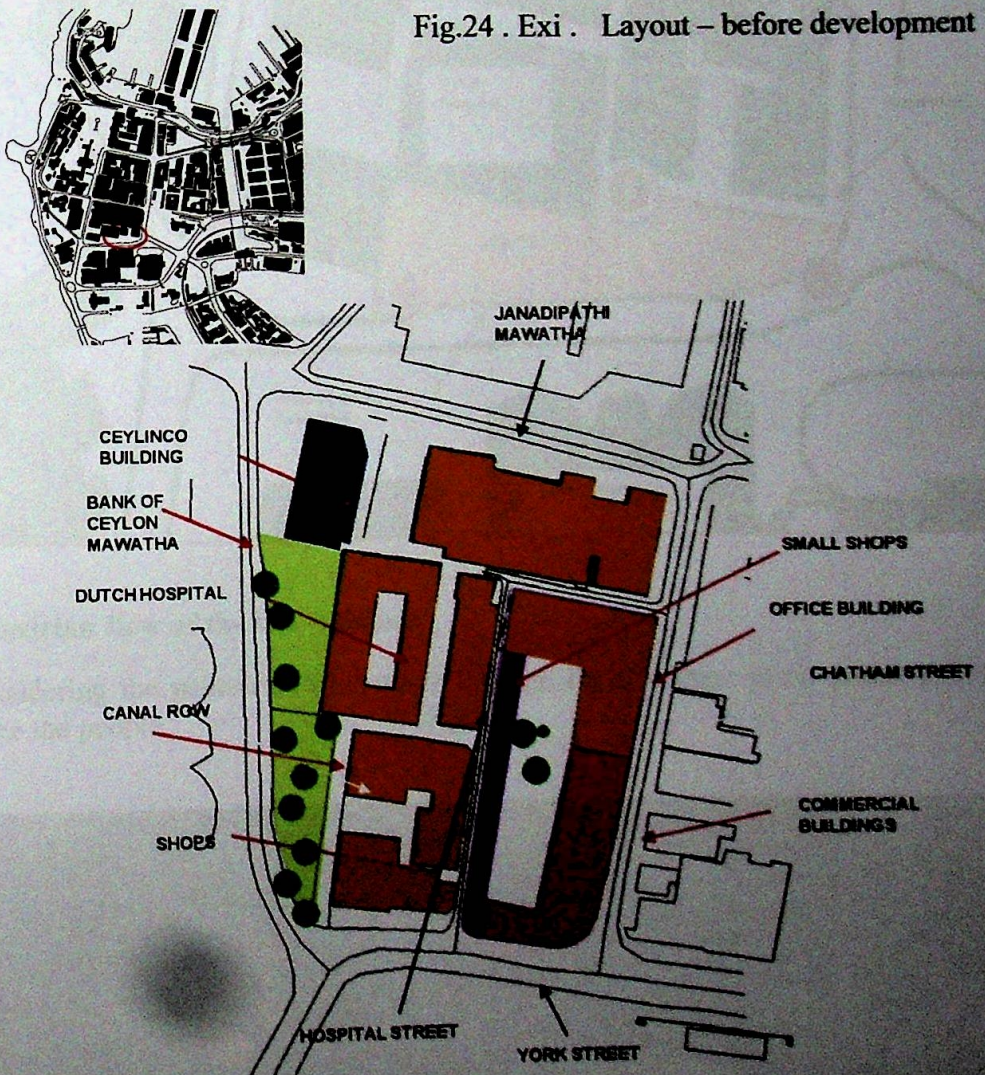 Fig.24 . Exi . Layout – before development
JANADIPATHI
MAWATHA
CEYLINCO
BUILDING
BANK OF
CEYLON
MAWATHA
DUTCH HOSPITAL
CANAL ROW
SHOPS
SMALL SHOPS
OFFICE BUILDING
CHATHAM STREET
COMMERCIAL
BUILDINGS
HOSPITAL STREET
YORK STREET